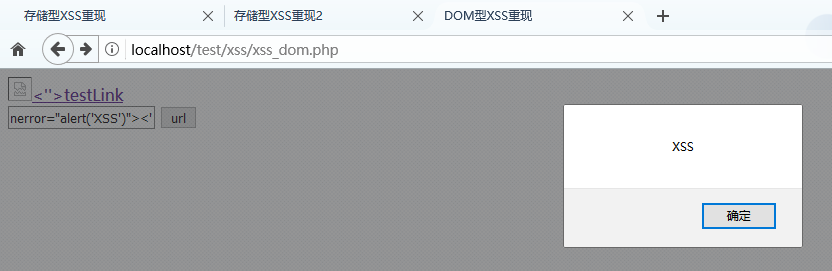 存储型XSS重现
存储型XSS重现2
DOM型XSS重现
localhost/test/xss/xss_dom.php
<''>testLink
nerror="alert('XSS')"><'
url
XSS
确定